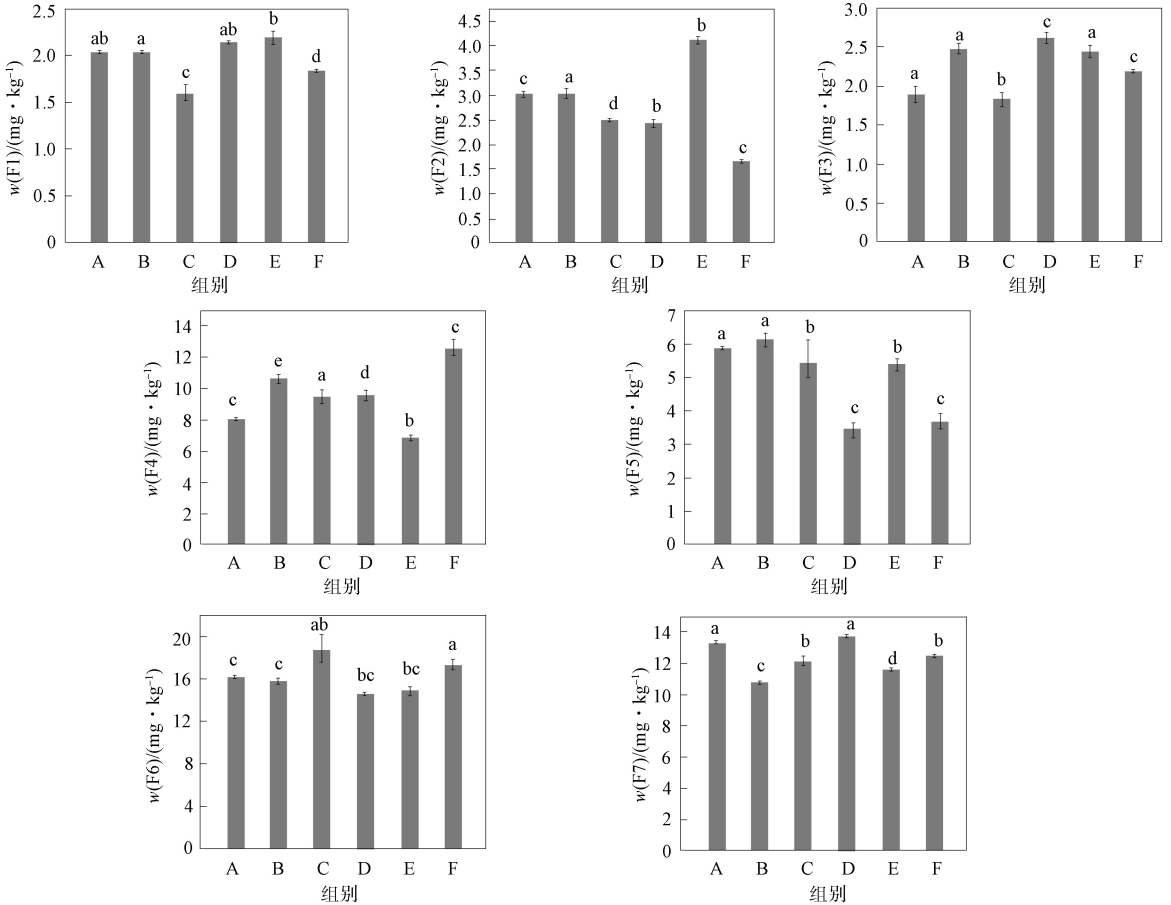 w(F1)/(mg·kg⁻¹)
2.5
2.0
1.5
1.0
0.5
0
ab a c ab b d
A B C D E F
组别
w(F2)/(mg·kg⁻¹)
4.5
4.0
3.5
3.0
2.5
2.0
1.5
1.0
0.5
0
c a d b b c
A B C D E F
组别
w(F3)/(mg·kg⁻¹)
3.0
2.5
2.0
1.5
1.0
0.5
0
a a b c a c
A B C D E F
组别
w(F4)/(mg·kg⁻¹)
14
12
10
8
6
4
2
0
c e a d b c
A B C D E F
组别
w(F5)/(mg·kg⁻¹)
7
6
5
4
3
2
1
0
a a b c b c
A B C D E F
组别
w(F6)/(mg·kg⁻¹)
20
16
12
8
4
0
c c ab bc bc a
A B C D E F
组别
w(F7)/(mg·kg⁻¹)
14
12
10
8
6
4
2
0
a c b a d b
A B C D E F
组别